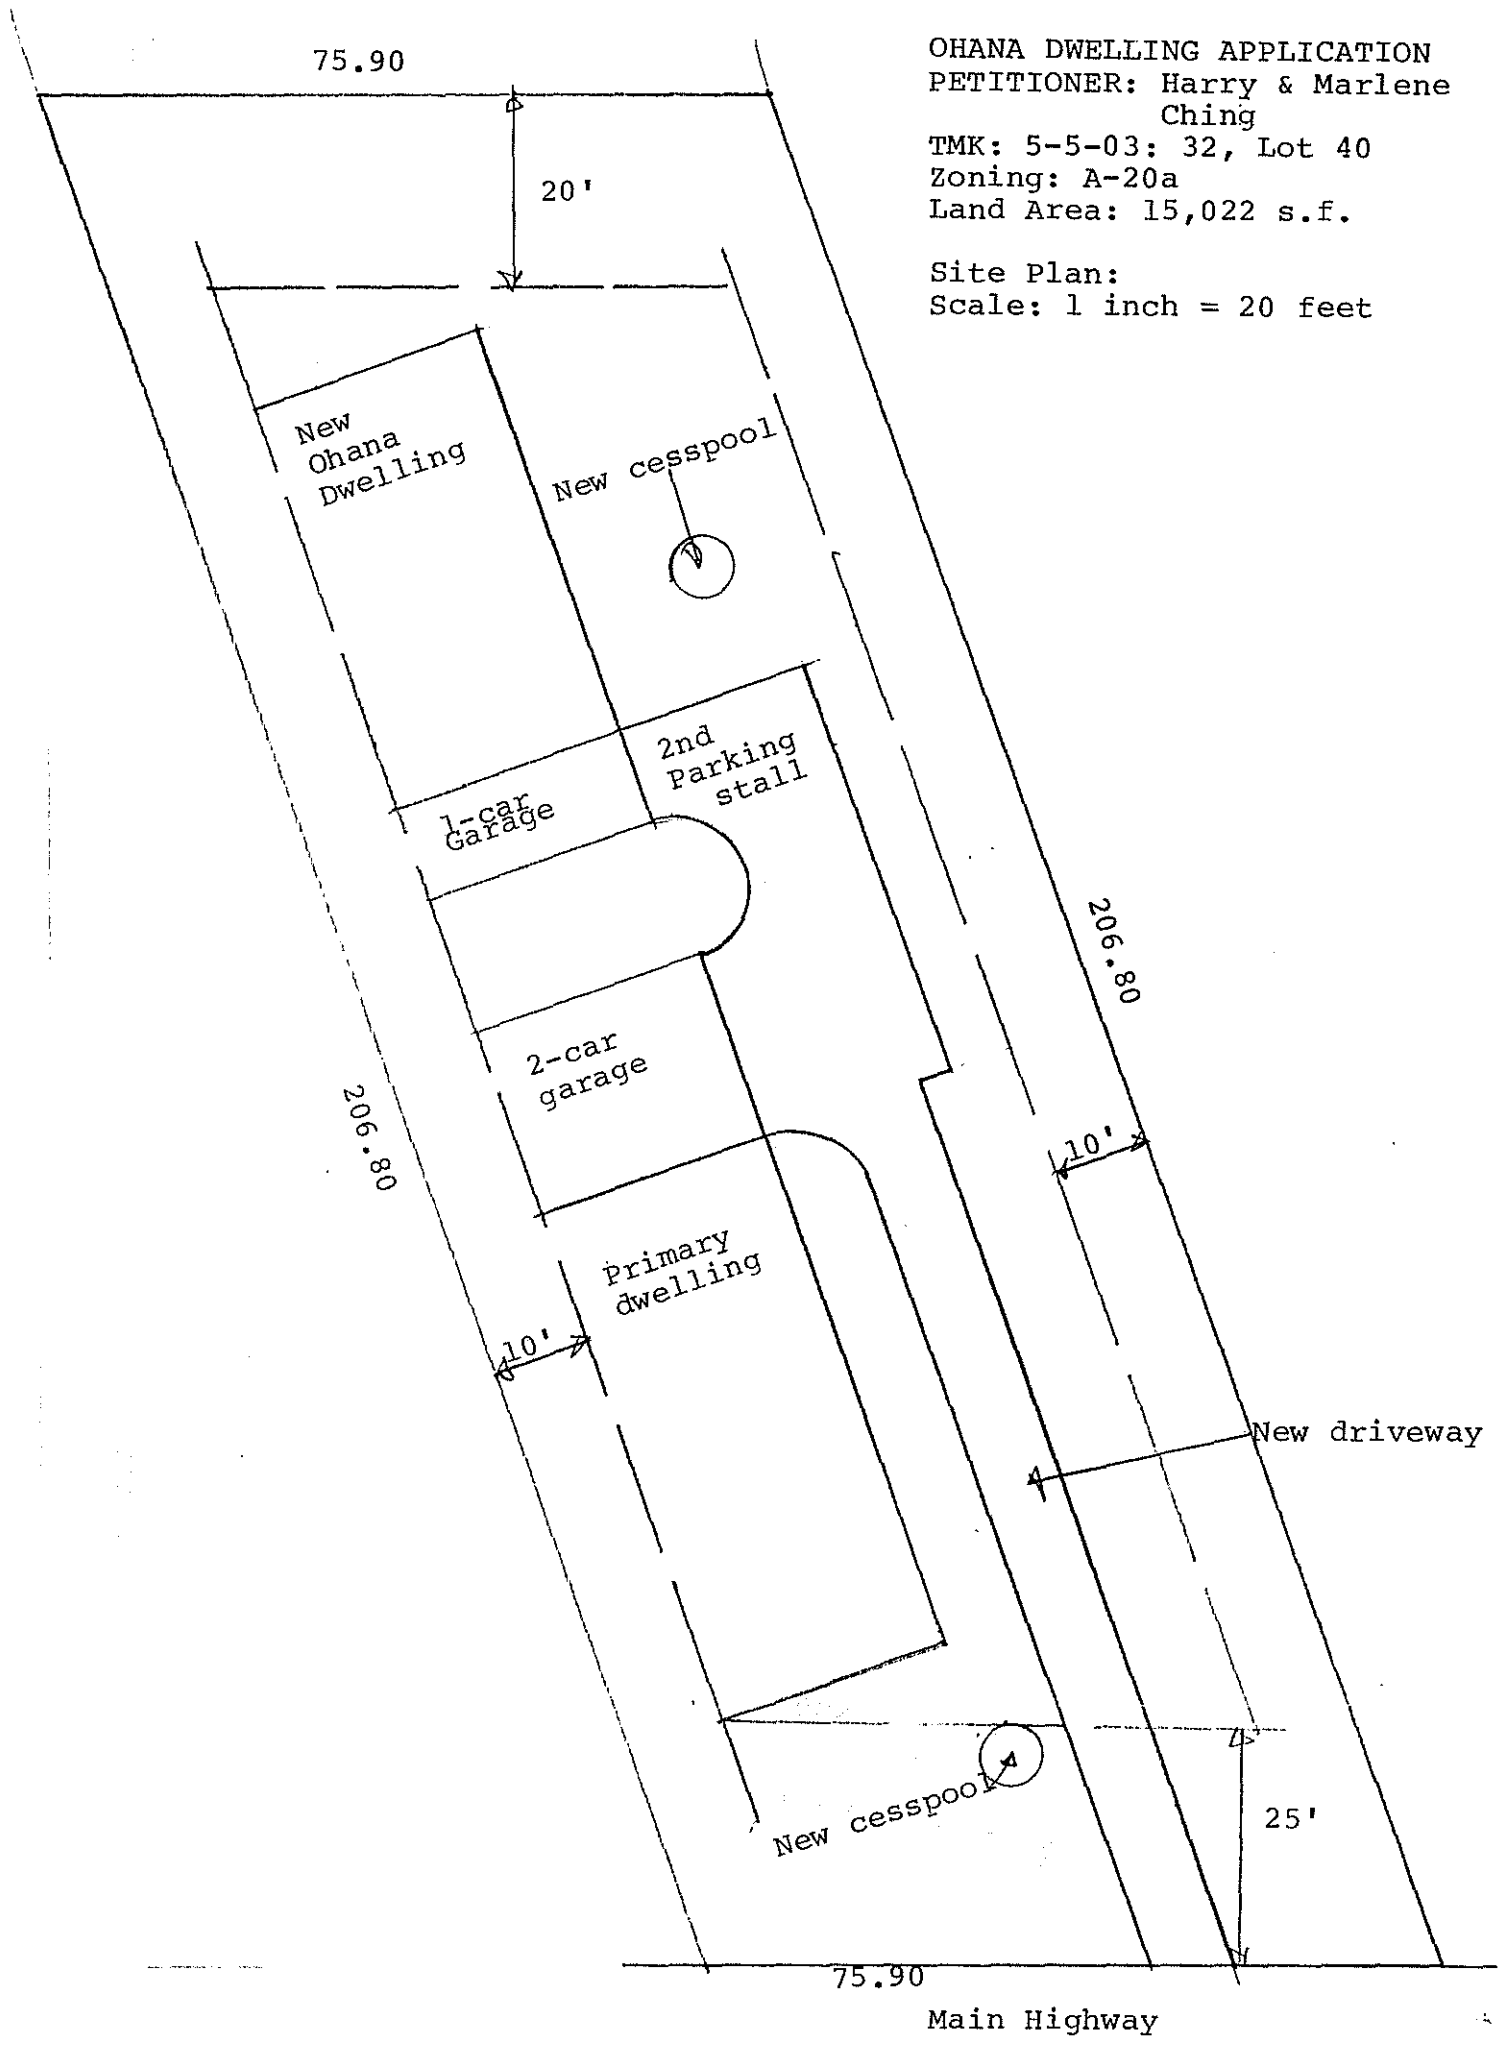 75.90
OHANA DWELLING APPLICATION
PETITIONER: Harry & Marlene
Ching
TMK: 5-5-03: 32, Lot 40
Zoning: A-20a
Land Area: 15,022 s.f.
Site Plan:
Scale: 1 inch = 20 feet
20'
New
Ohana
Dwelling
New cesspool
2nd
Parking
stall
1-car
Garage
206.80
2-car
garage
206.80
10'
Primary
dwelling
10'
New driveway
New cesspool
25'
75.90
Main Highway